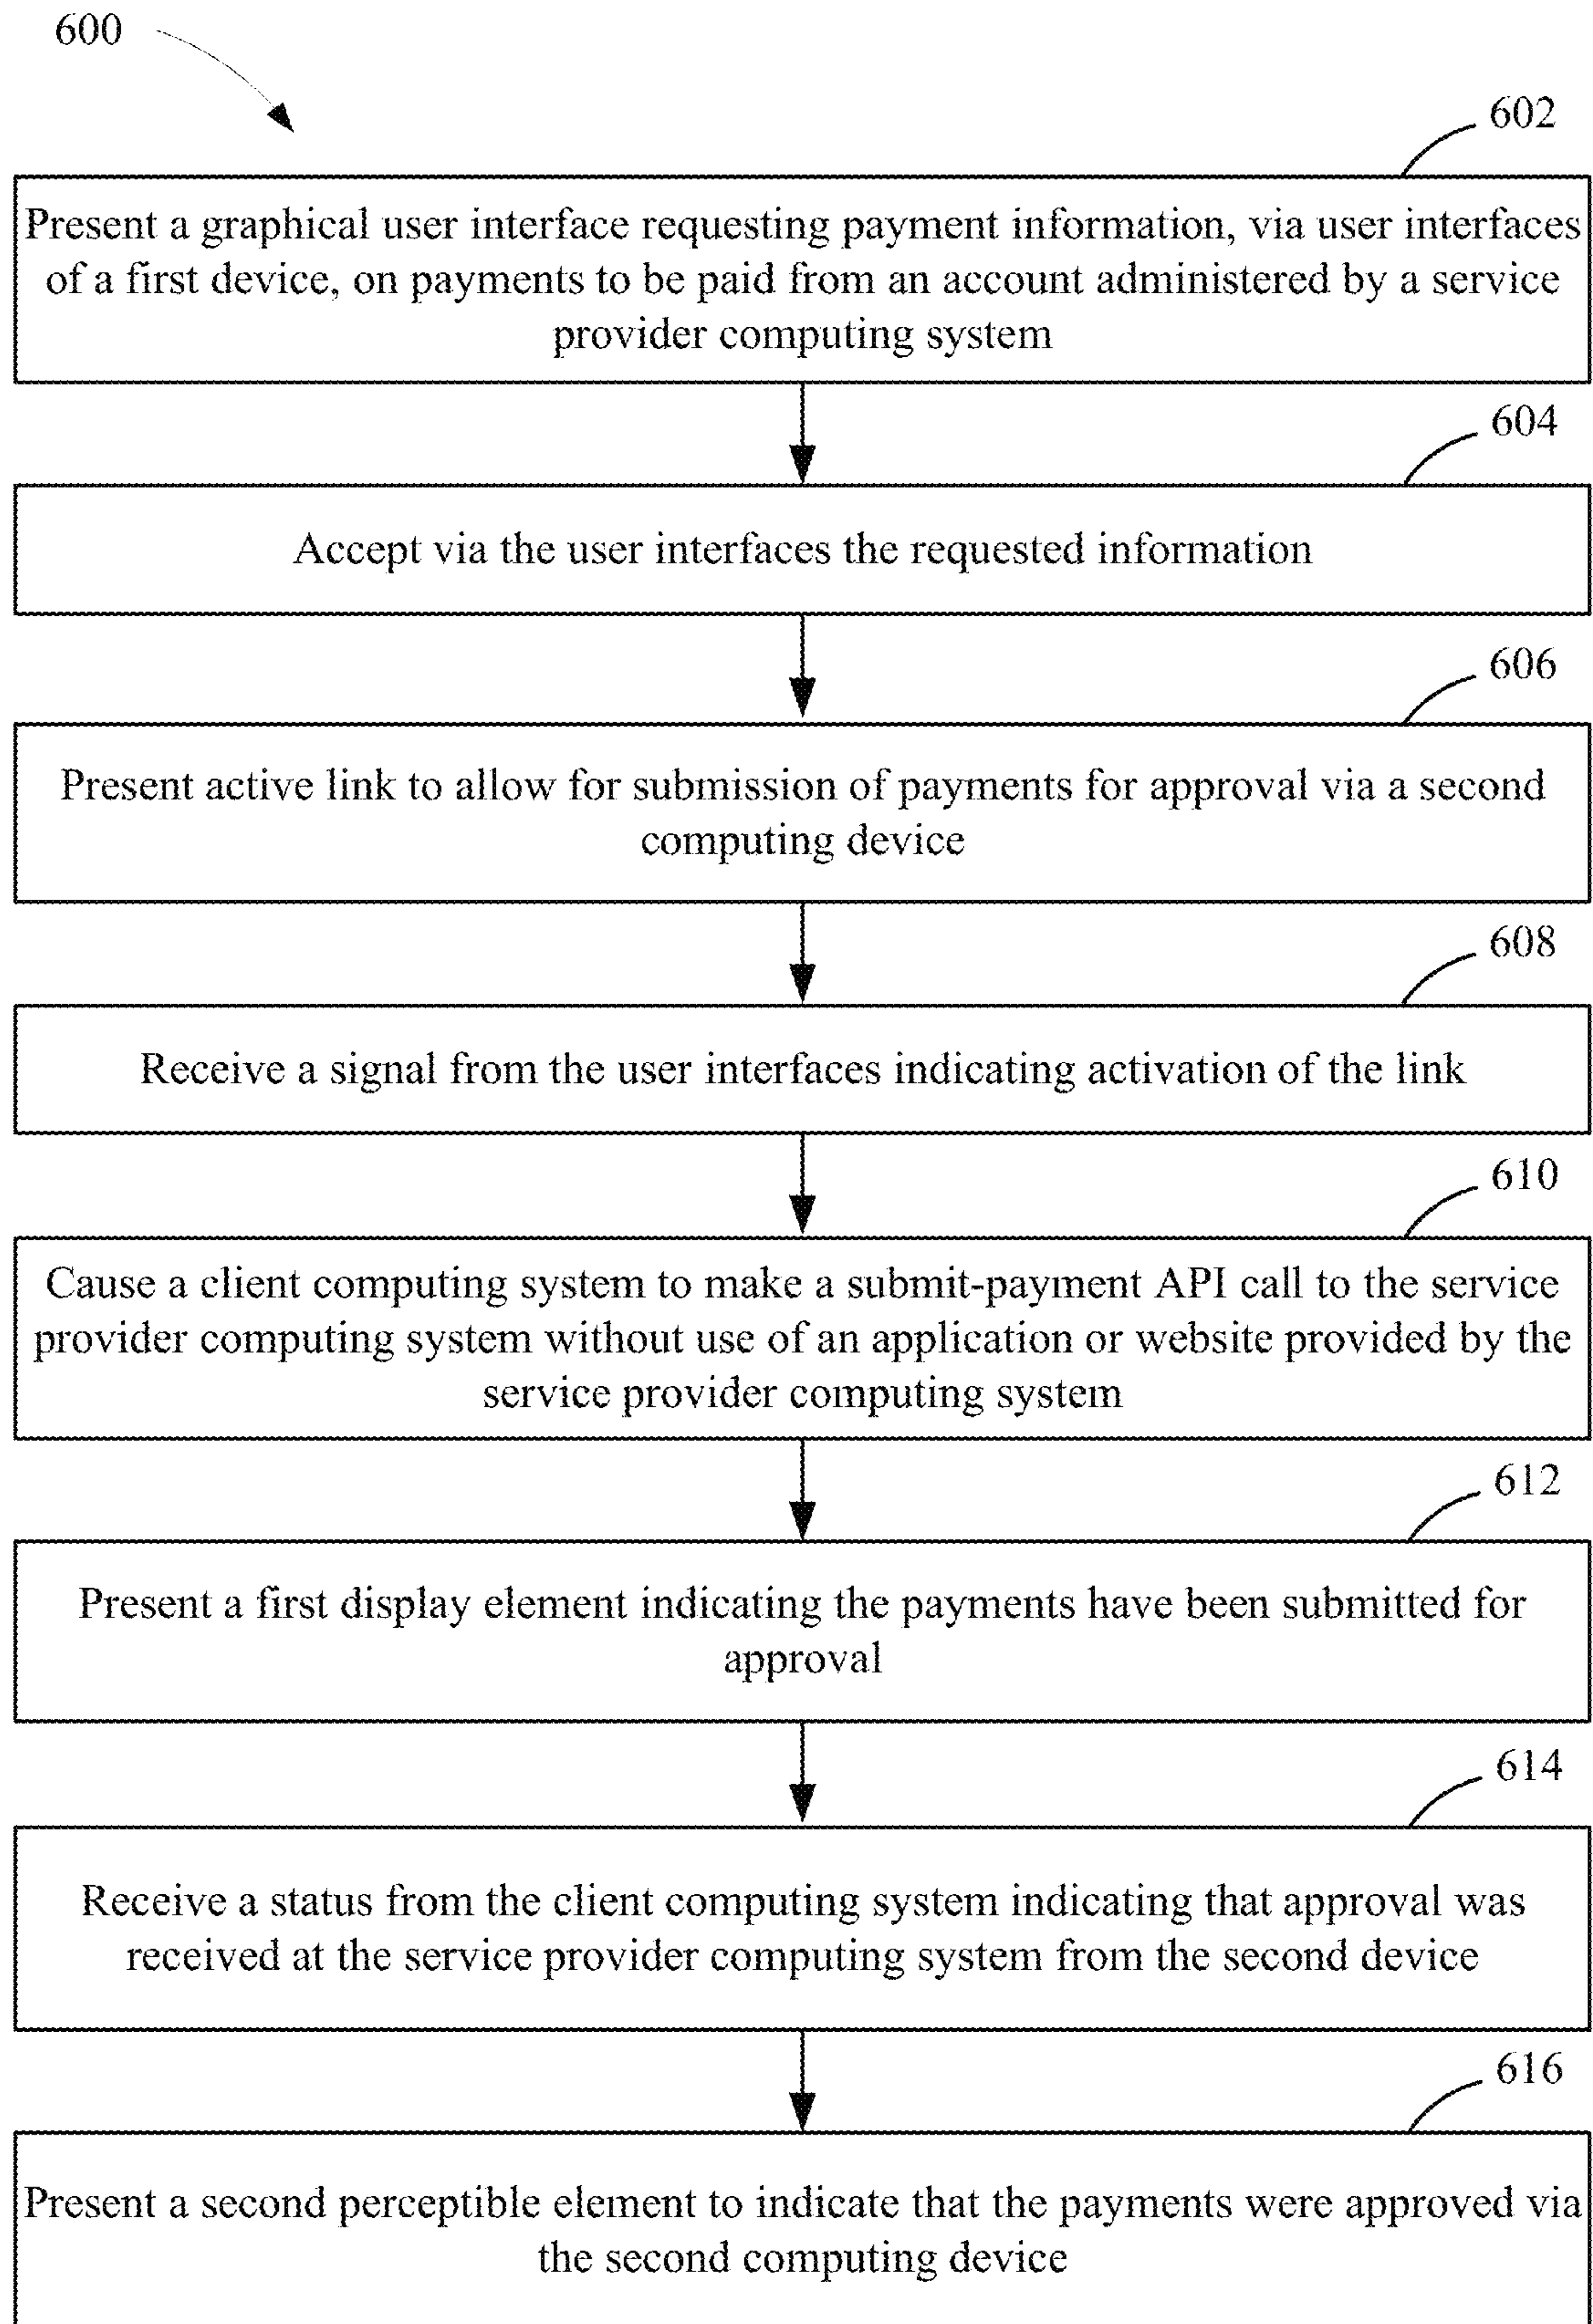 600
602
Present a graphical user interface requesting payment information, via user interfaces
of a first device, on payments to be paid from an account administered by a service
provider computing system
604
Accept via the user interfaces the requested information
606
Present active link to allow for submission of payments for approval via a second
computing device
608
Receive a signal from the user interfaces indicating activation of the link
610
Cause a client computing system to make a submit-payment API call to the service
provider computing system without use of an application or website provided by the
service provider computing system
612
Present a first display element indicating the payments have been submitted for
approval
614
Receive a status from the client computing system indicating that approval was
received at the service provider computing system from the second device
616
Present a second perceptible element to indicate that the payments were approved via
the second computing device